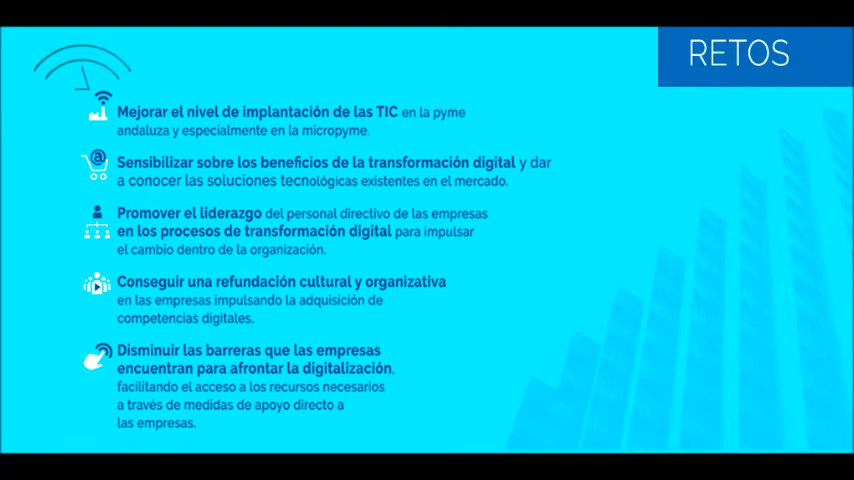 RETOS
Mejorar el nivel de implantación de las TIC en la pyme
andaluza y especialmente en la micropyme.
Sensibilizar sobre los beneficios de la transformación digital y dar
a conocer las soluciones tecnológicas existentes en el mercado.
Promover el liderazgo del personal directivo de las empresas
en los procesos de transformación digital para impulsar
el cambio dentro de la organización.
Conseguir una refundación cultural y organizativa
en las empresas impulsando la adquisición de
competencias digitales.
Disminuir las barreras que las empresas
encuentran para afrontar la digitalización,
facilitando el acceso a los recursos necesarios
a través de medidas de apoyo directo a
las empresas.